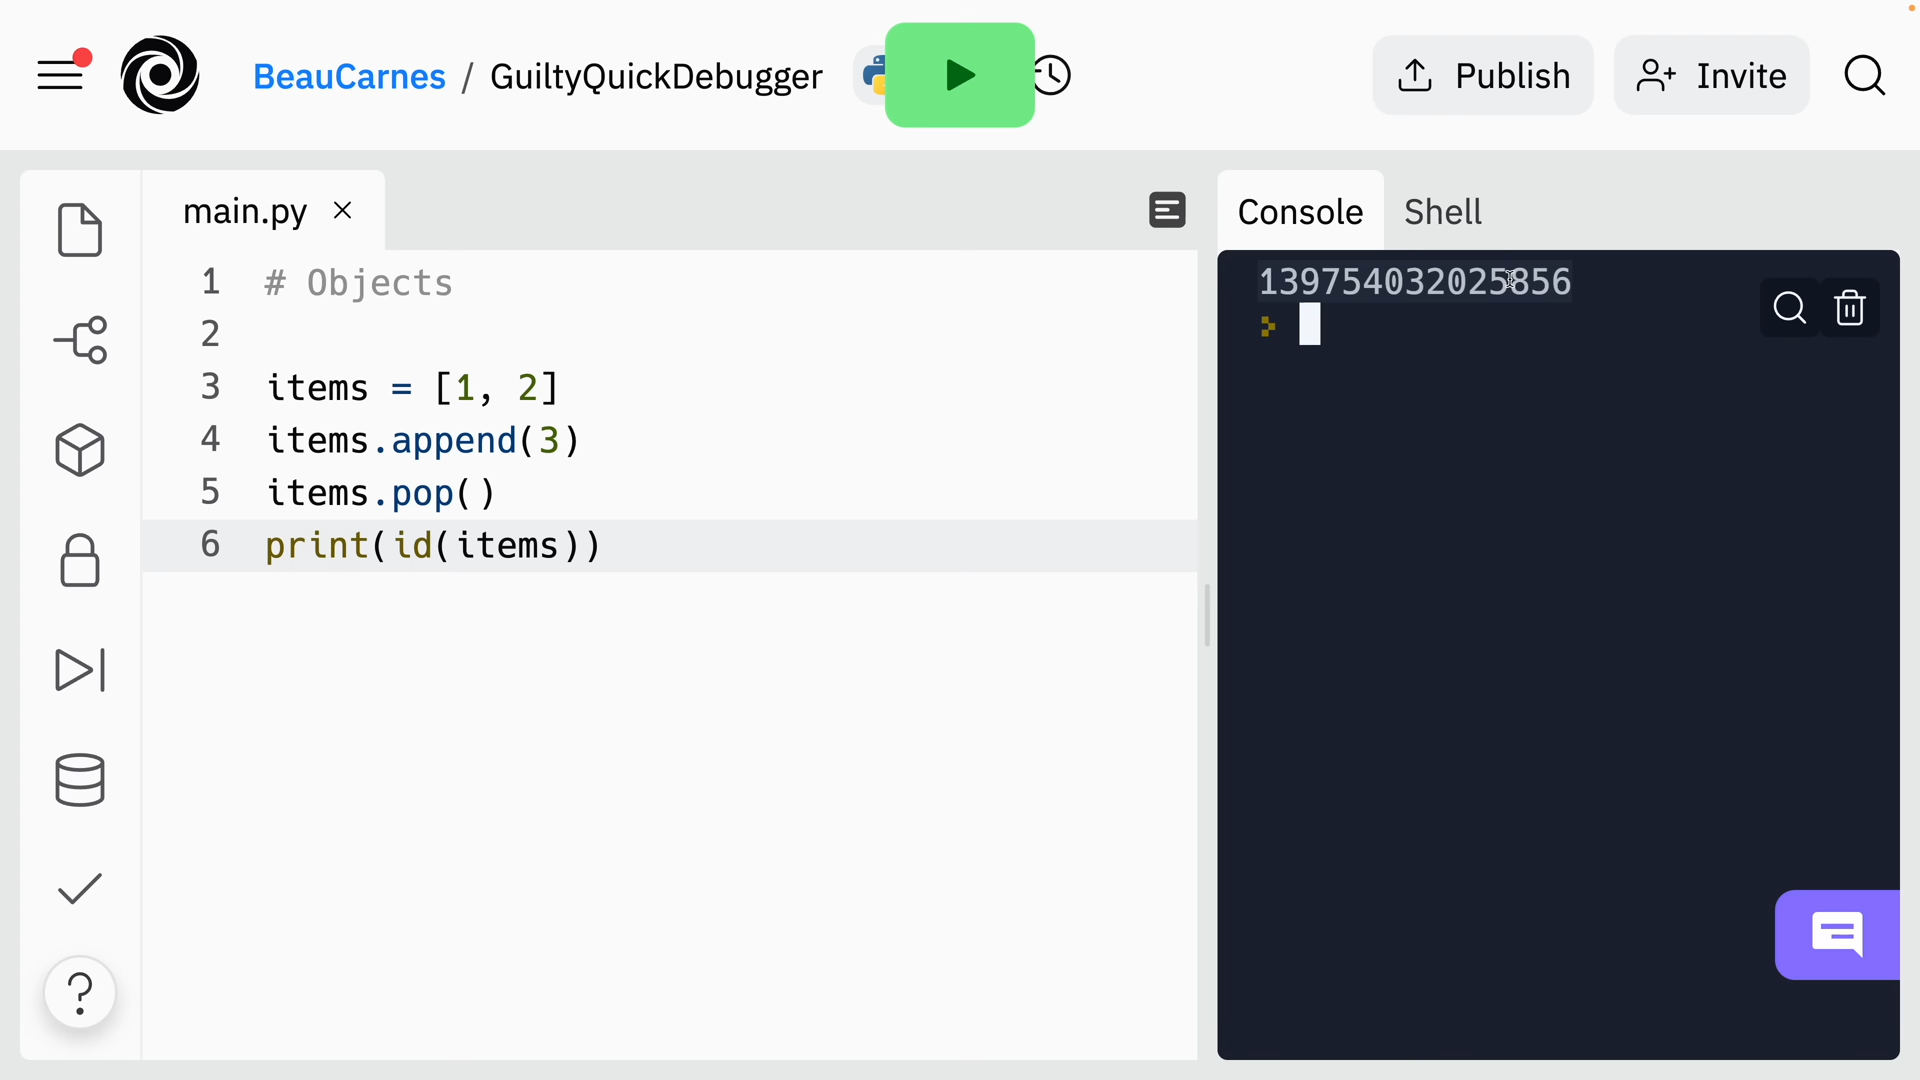 BeauCarnes / GuiltyQuickDebugger
Publish
Invite
main.py
Console
Shell
1 # Objects
2
3 items = [1, 2]
4 items.append(3)
5 items.pop()
6 print(id(items))
139754032025856
?